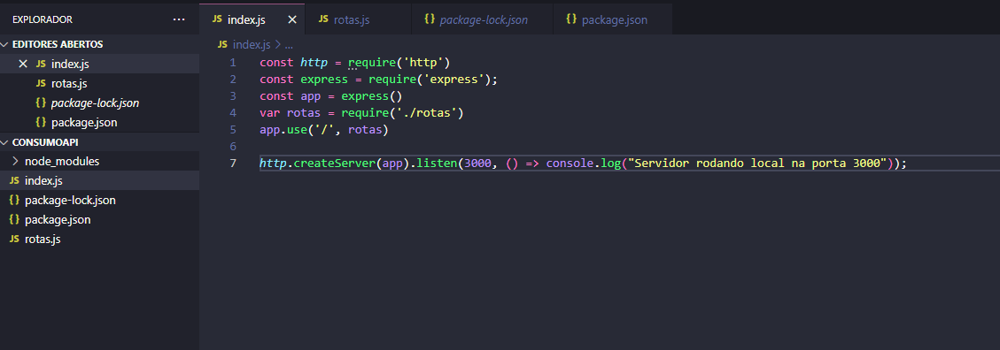 EXPLORADOR ...
EDITORES ABERTOS
JS index.js
JS rotas.js
{} package-lock.json
{} package.json
CONSUMOAPI
node_modules
JS index.js
{} package-lock.json
{} package.json
JS rotas.js
JS index.js JS rotas.js {} package-lock.json {} package.json
JS index.js > ...
1 const http = require('http')
2 const express = require('express');
3 const app = express()
4 var rotas = require('./rotas')
5 app.use('/', rotas)
6
7 http.createServer(app).listen(3000, () => console.log("Servidor rodando local na porta 3000"));